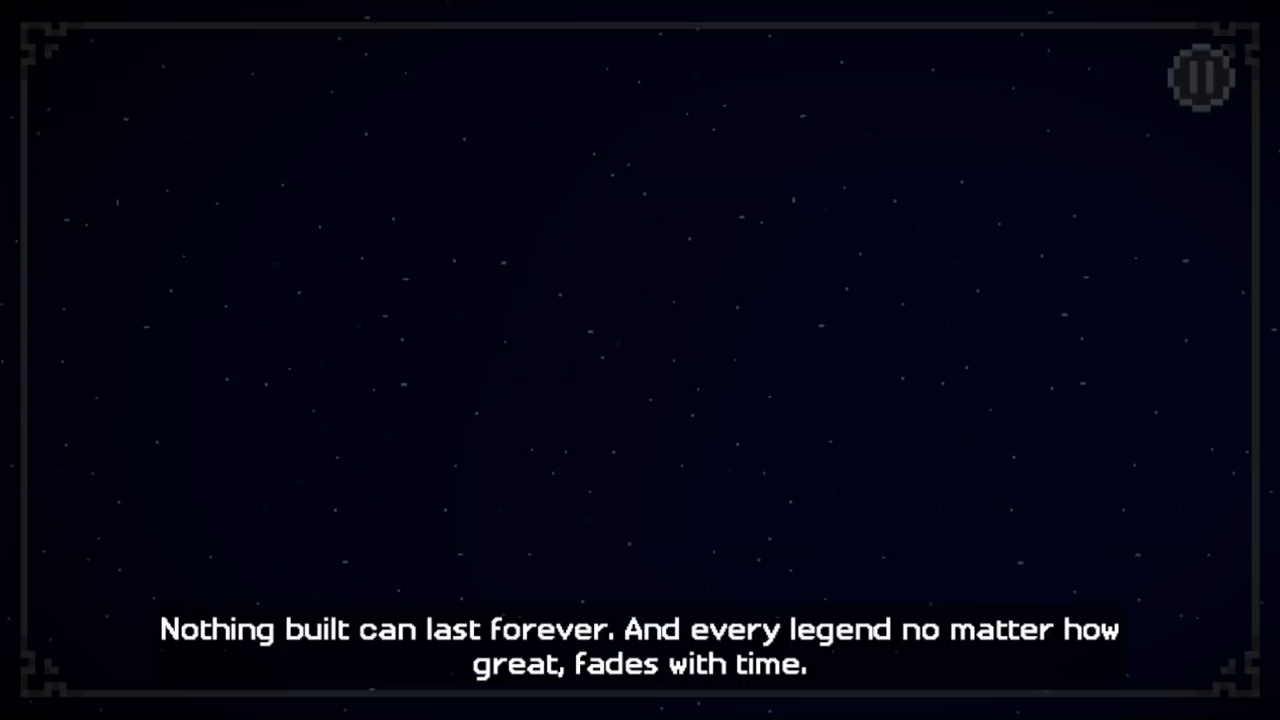 Nothing built can last forever. And every legend no matter how
great, fades with time.